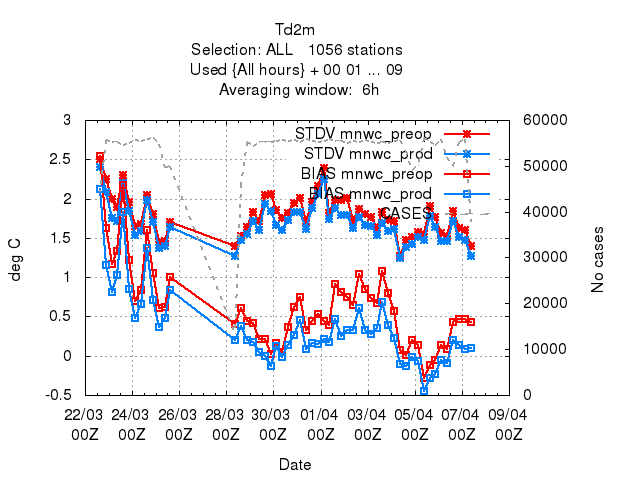 Td2m
Selection: ALL   1056 stations
Used {All hours} + 00 01 ... 09
Averaging window:  6h
3
2.5
2
1.5
1
0.5
0
-0.5
deg C
60000
50000
40000
30000
20000
10000
0
No cases
STDV mnwc_preop
STDV mnwc_prod
BIAS mnwc_preop
BIAS mnwc_prod
CASES
22/03 24/03 26/03 28/03 30/03 01/04 03/04 05/04 07/04 09/04
00Z 00Z 00Z 00Z 00Z 00Z 00Z 00Z 00Z 00Z
Date